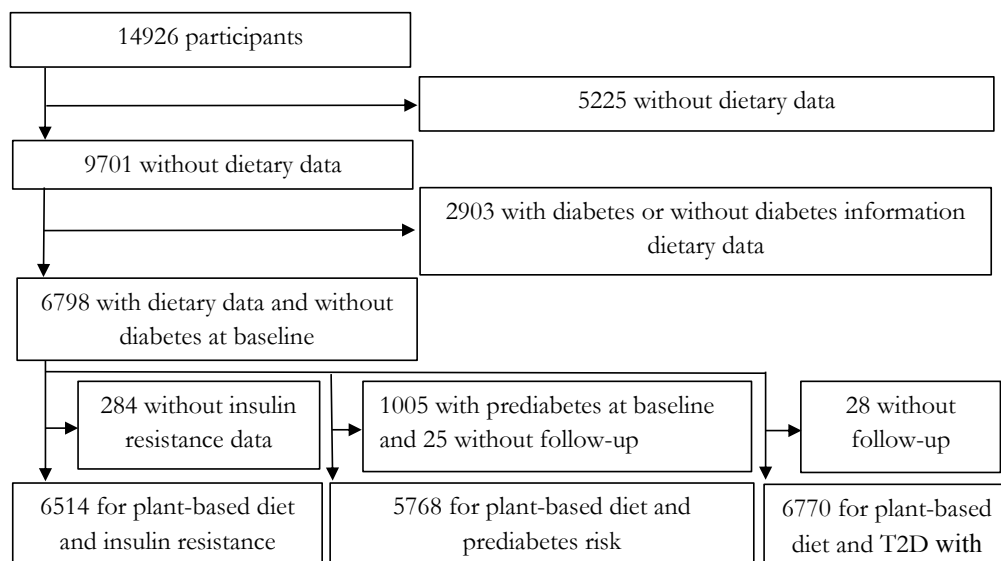 14926 participants
5225 without dietary data
9701 without dietary data
2903 with diabetes or without diabetes information
dietary data
6798 with dietary data and without
diabetes at baseline
284 without insulin
resistance data
1005 with prediabetes at baseline
and 25 without follow-up
28 without
follow-up
6514 for plant-based diet
and insulin resistance
5768 for plant-based diet and
prediabetes risk
6770 for plant-based
diet and T2D with